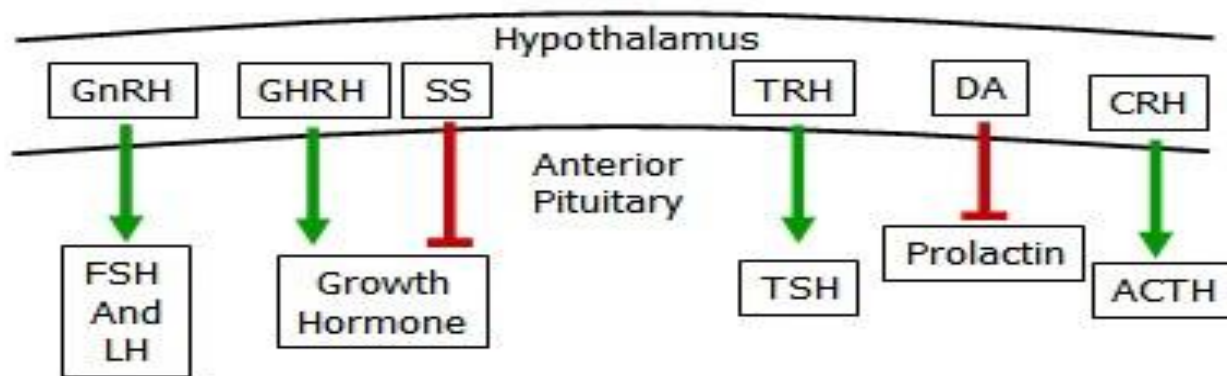 Hypothalamus
GnRH
GHRH
SS
TRH
DA
CRH
Anterior
Pituitary
FSH
And
LH
Growth
Hormone
TSH
Prolactin
ACTH